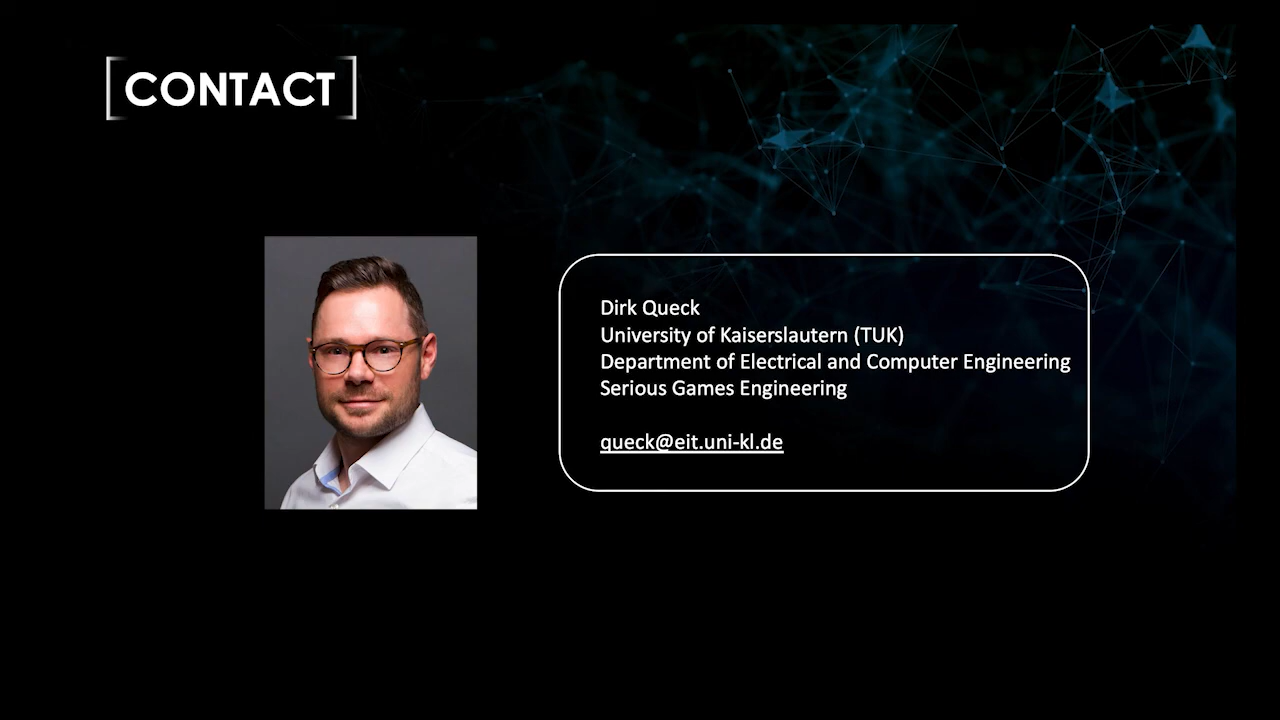 [CONTACT]
Dirk Queck
University of Kaiserslautern (TUK)
Department of Electrical and Computer Engineering
Serious Games Engineering
queck@eit.uni-kl.de